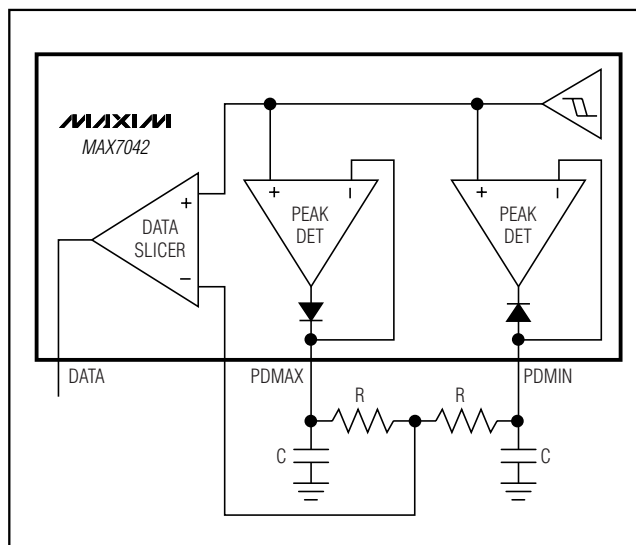 MAXIM
MAX7042
DATA
SLICER
+
−
PEAK
DET
+
−
PEAK
DET
+
−
DATA
PDMAX
PDMIN
R
R
C
C